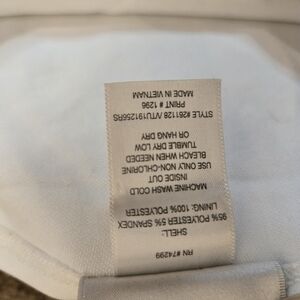 RN #74299
SHELL:
95% POLYESTER 5% SPANDEX
LINING: 100% POLYESTER
MACHINE WASH COLD
INSIDE OUT
USE ONLY NON-CHLORINE
BLEACH WHEN NEEDED
TUMBLE DRY LOW
OR HANG DRY
STYLE #261128 /VTU191256RS
PRINT # 1296
MADE IN VIETNAM